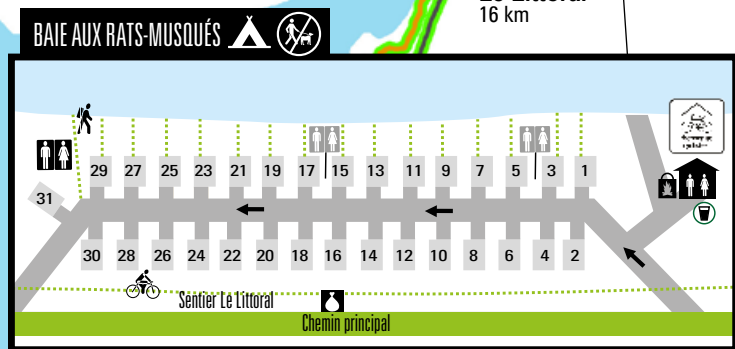 Le Littoral
16 km
BAIE AUX RATS-MUSQUÉS
29 27 25 23 21 19 17 15 13 11 9 7 5 3 1
31
30 28 26 24 22 20 18 16 14 12 10 8 6 4 2
Sentier Le Littoral
Chemin principal